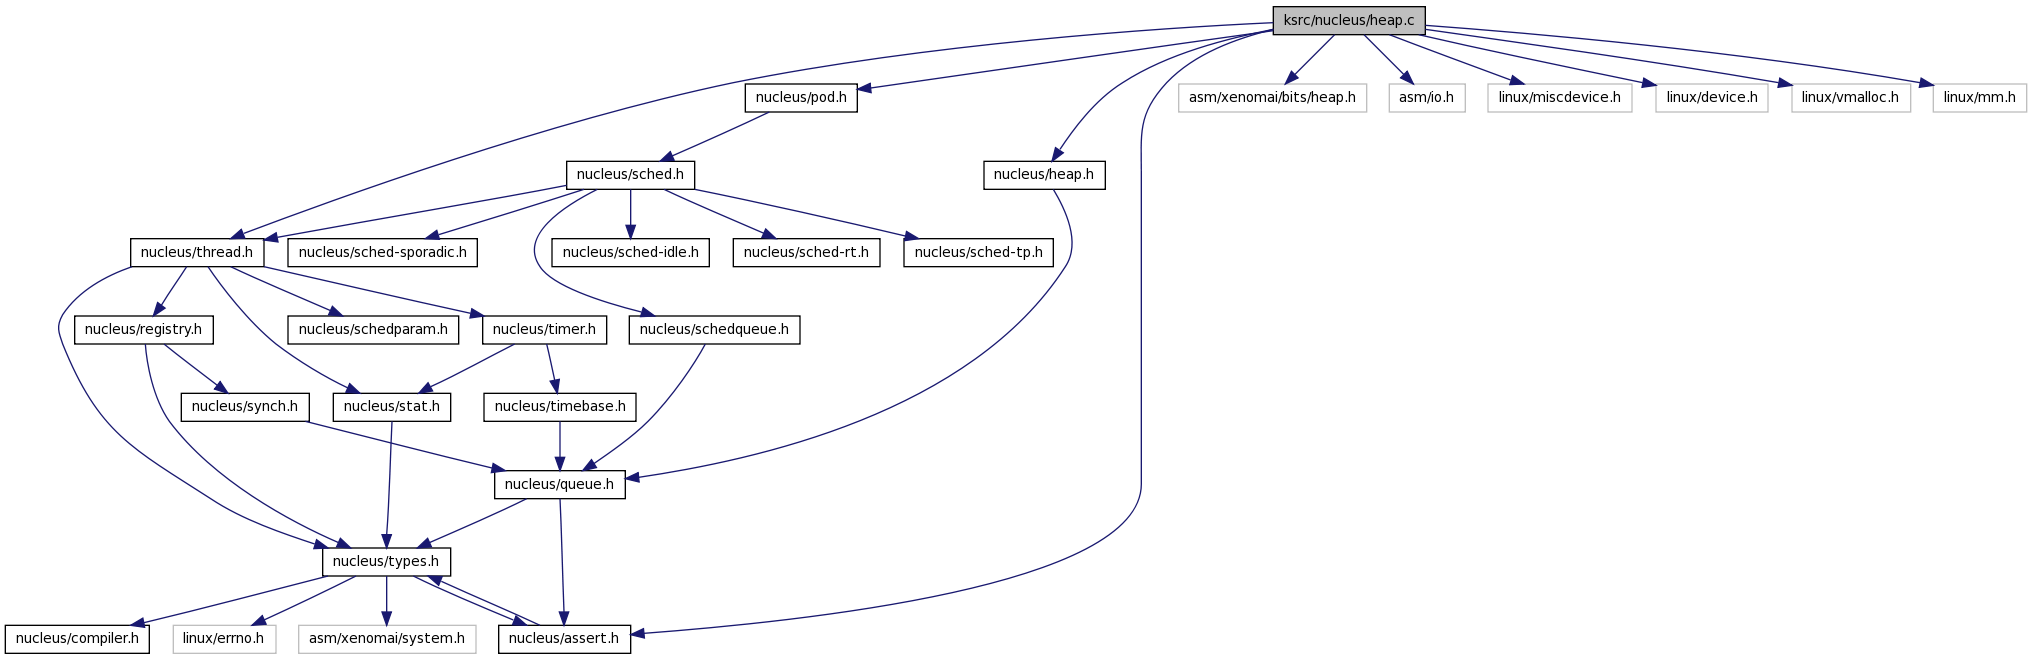 ksrc/nucleus/heap.c
nucleus/pod.h
asm/xenomai/bits/heap.h
asm/io.h
linux/miscdevice.h
linux/device.h
linux/vmalloc.h
linux/mm.h
nucleus/sched.h
nucleus/heap.h
nucleus/thread.h
nucleus/sched-sporadic.h
nucleus/sched-idle.h
nucleus/sched-rt.h
nucleus/sched-tp.h
nucleus/registry.h
nucleus/schedparam.h
nucleus/timer.h
nucleus/schedqueue.h
nucleus/synch.h
nucleus/stat.h
nucleus/timebase.h
nucleus/queue.h
nucleus/types.h
nucleus/compiler.h
linux/errno.h
asm/xenomai/system.h
nucleus/assert.h